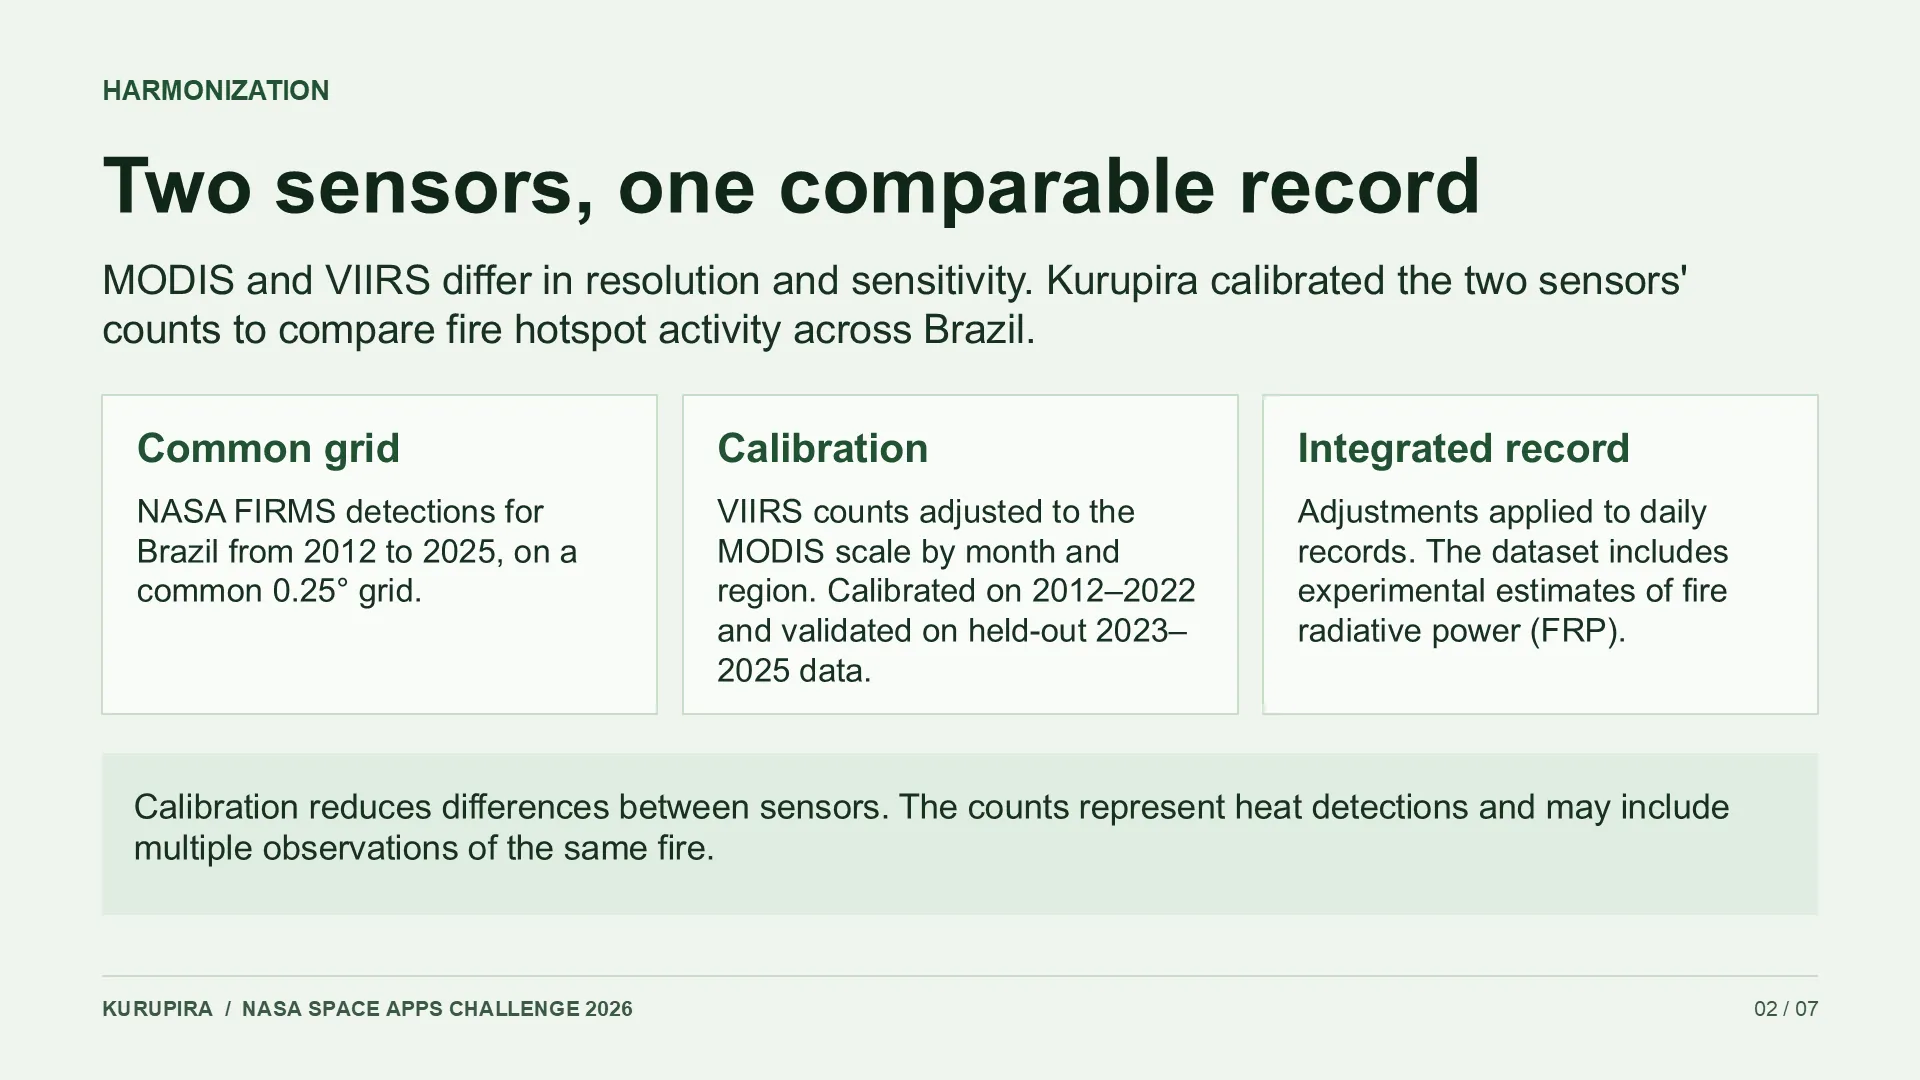 HARMONIZATION
Two sensors, one comparable record
MODIS and VIIRS differ in resolution and sensitivity. Kurupira calibrated the two sensors'
counts to compare fire hotspot activity across Brazil.
Common grid
NASA FIRMS detections for
Brazil from 2012 to 2025, on a
common 0.25° grid.
Calibration
VIIRS counts adjusted to the
MODIS scale by month and
region. Calibrated on 2012–2022
and validated on held-out 2023–
2025 data.
Integrated record
Adjustments applied to daily
records. The dataset includes
experimental estimates of fire
radiative power (FRP).
Calibration reduces differences between sensors. The counts represent heat detections and may include
multiple observations of the same fire.
KURUPIRA / NASA SPACE APPS CHALLENGE 2026
02 / 07